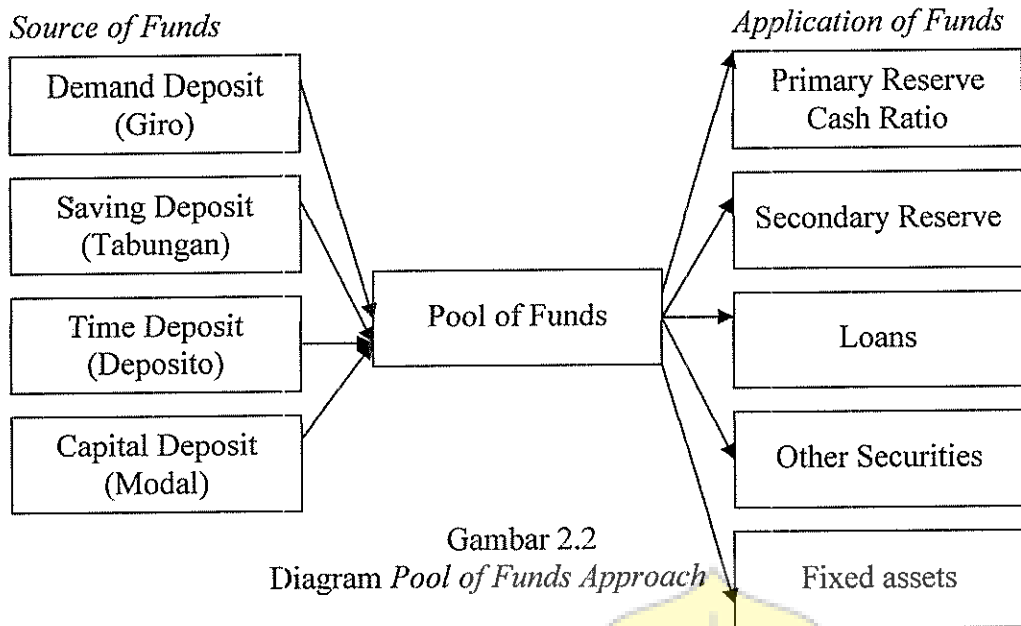 Source of Funds
Application of Funds
Demand Deposit
(Giro)
Saving Deposit
(Tabungan)
Time Deposit
(Deposito)
Capital Deposit
(Modal)
Pool of Funds
Primary Reserve
Cash Ratio
Secondary Reserve
Loans
Other Securities
Fixed assets
Gambar 2.2
Diagram Pool of Funds Approach